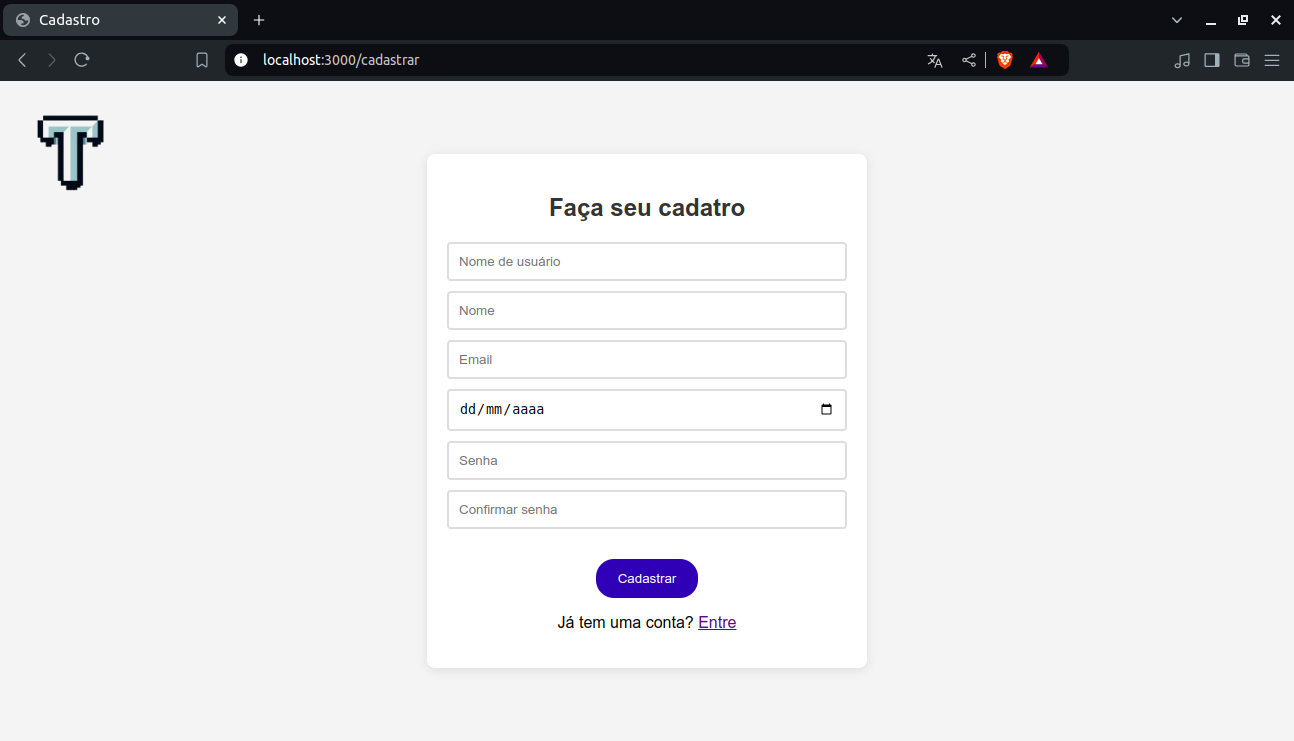 Cadastro
localhost:3000/cadastrar
T
Faça seu cadatro
Nome de usuário
Nome
Email
dd/mm/aaaa
Senha
Confirmar senha
Cadastrar
Já tem uma conta? Entre